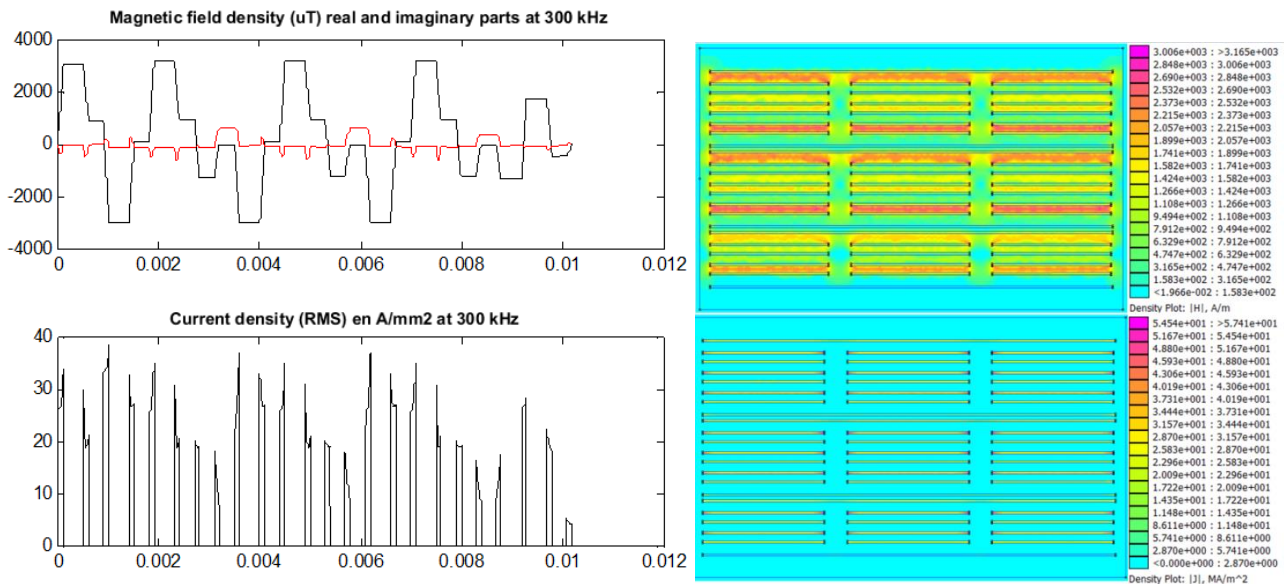 Magnetic field density (uT) real and imaginary parts at 300 kHz
4000
2000
0
-2000
-4000
0 0.002 0.004 0.006 0.008 0.01 0.012
Current density (RMS) en A/mm2 at 300 kHz
40
30
20
10
0
0 0.002 0.004 0.006 0.008 0.01 0.012
3.006e+003 : >3.165e+003
2.848e+003 : 3.006e+003
2.690e+003 : 2.848e+003
2.532e+003 : 2.690e+003
2.373e+003 : 2.532e+003
2.215e+003 : 2.373e+003
2.057e+003 : 2.215e+003
1.899e+003 : 2.057e+003
1.741e+003 : 1.899e+003
1.582e+003 : 1.741e+003
1.424e+003 : 1.582e+003
1.266e+003 : 1.424e+003
1.108e+003 : 1.266e+003
9.494e+002 : 1.108e+003
7.912e+002 : 9.494e+002
6.329e+002 : 7.912e+002
4.747e+002 : 6.329e+002
3.165e+002 : 4.747e+002
1.583e+002 : 3.165e+002
<1.966e-002 : 1.583e+002
Density Plot: |H|, A/m
5.454e+001 : >5.741e+001
5.167e+001 : 5.454e+001
4.880e+001 : 5.167e+001
4.593e+001 : 4.880e+001
4.306e+001 : 4.593e+001
4.019e+001 : 4.306e+001
3.731e+001 : 4.019e+001
3.444e+001 : 3.731e+001
3.157e+001 : 3.444e+001
2.870e+001 : 3.157e+001
2.583e+001 : 2.870e+001
2.296e+001 : 2.583e+001
2.009e+001 : 2.296e+001
1.722e+001 : 2.009e+001
1.435e+001 : 1.722e+001
1.148e+001 : 1.435e+001
8.611e+000 : 1.148e+001
5.741e+000 : 8.611e+000
2.870e+000 : 5.741e+000
<0.000e+000 : 2.870e+000
Density Plot: |J|, MA/m^2